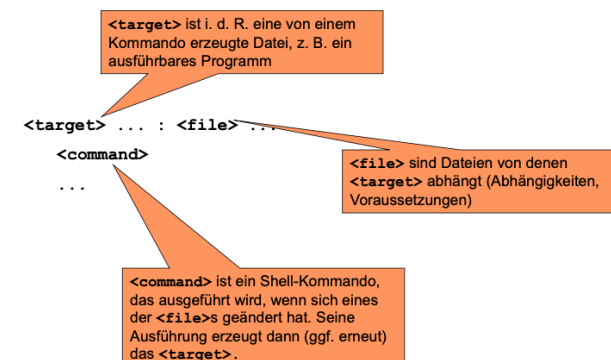 <target> ist i. d. R. eine von einem
Kommando erzeugte Datei, z. B. ein
ausführbares Programm
<target> ... : <file> ...
<command>
...
<file> sind Dateien von denen
<target> abhängt (Abhängigkeiten,
Voraussetzungen)
<command> ist ein Shell-Kommando,
das ausgeführt wird, wenn sich eines
der <file>s geändert hat. Seine
Ausführung erzeugt dann (ggf. erneut)
das <target>.